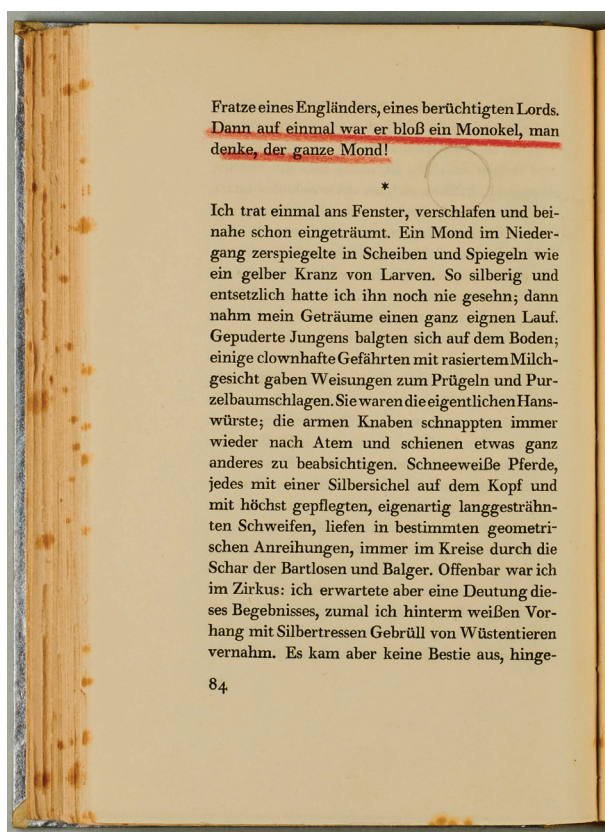 Fratze eines Engländers, eines berüchtigten Lords.
Dann auf einmal war er bloß ein Monokel, man
denke, der ganze Mond!
*
Ich trat einmal ans Fenster, verschlafen und bei-
nahe schon eingeträumt. Ein Mond im Nieder-
gang zerspiegelte in Scheiben und Spiegeln wie
ein gelber Kranz von Larven. So silberig und
entsetzlich hatte ich ihn noch nie gesehn; dann
nahm mein Geträume einen ganz eignen Lauf.
Gepuderte Jungens balgten sich auf dem Boden;
einige clownhafte Gefährten mit rasiertem Milch-
gesicht gaben Weisungen zum Prügeln und Pur-
zelbaumschlagen. Sie waren die eigentlichen Hans-
würste; die armen Knaben schnappten immer
wieder nach Atem und schienen etwas ganz
anderes zu beabsichtigen. Schneeweiße Pferde,
jedes mit einer Silbersichel auf dem Kopf und
mit höchst gepflegten, eigenartig langgesträhn-
ten Schweifen, liefen in bestimmten geometri-
schen Anreihungen, immer im Kreise durch die
Schar der Bartlosen und Balger. Offenbar war ich
im Zirkus: ich erwartete aber eine Deutung die-
ses Begebnisses, zumal ich hinterm weißen Vor-
hang mit Silbertressen Gebrüll von Wüstentieren
vernahm. Es kam aber keine Bestie aus, hinge-
84